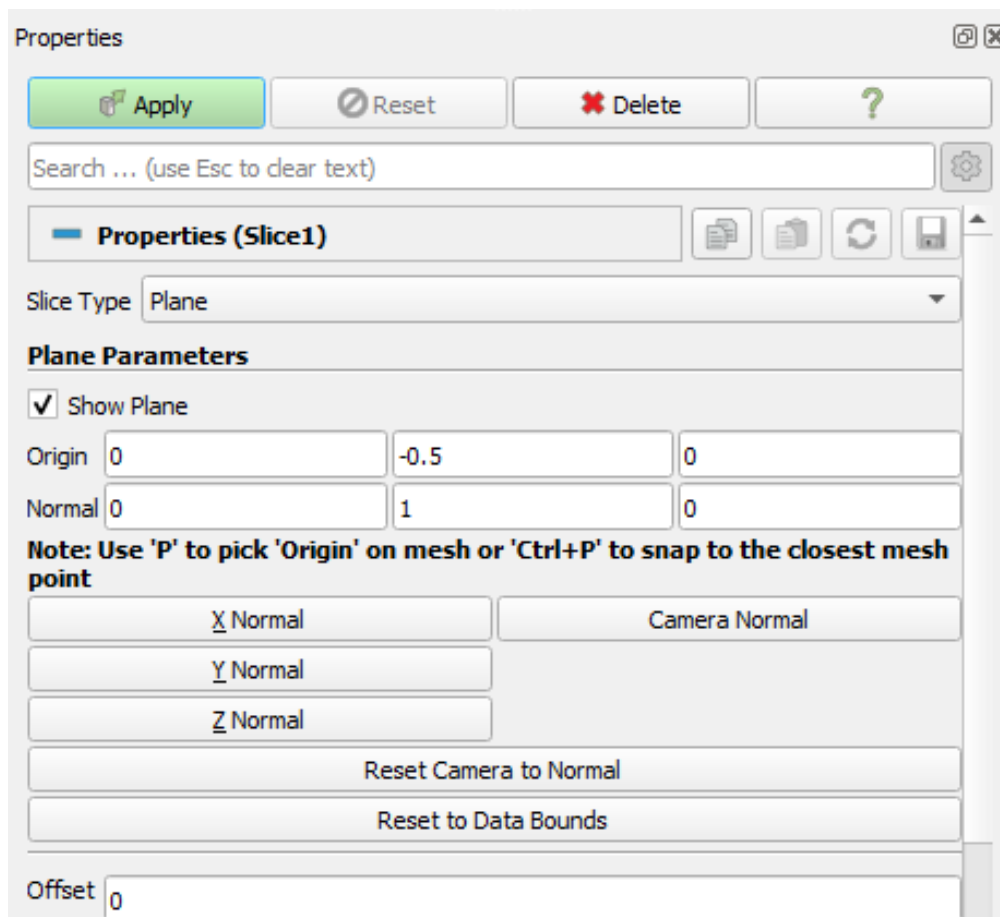 Properties
Apply Reset Delete ?
Search ... (use Esc to clear text)
Properties (Slice1)
Slice Type Plane
Plane Parameters
Show Plane
Origin 0 -0.5 0
Normal 0 1 0
Note: Use 'P' to pick 'Origin' on mesh or 'Ctrl+P' to snap to the closest mesh
point
X Normal Camera Normal
Y Normal
Z Normal
Reset Camera to Normal
Reset to Data Bounds
Offset 0